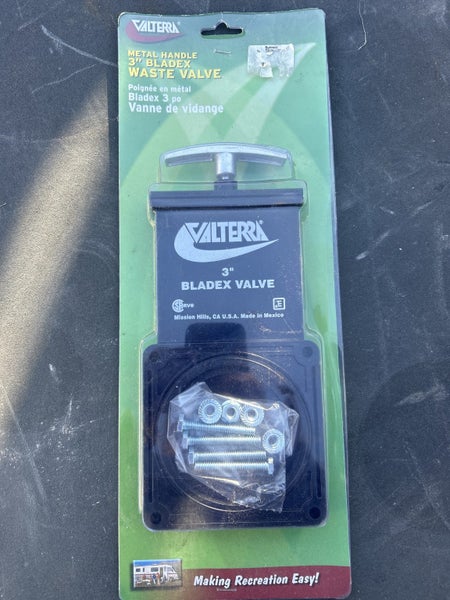 VALTERRA®
METAL HANDLE
3" BLADEX
WASTE VALVE
Poignée en métal
Bladex 3 po
Vanne de vidange
VALTERRA®
3"
BLADEX VALVE
Mission Hills, CA U.S.A. Made in Mexico
Making Recreation Easy!